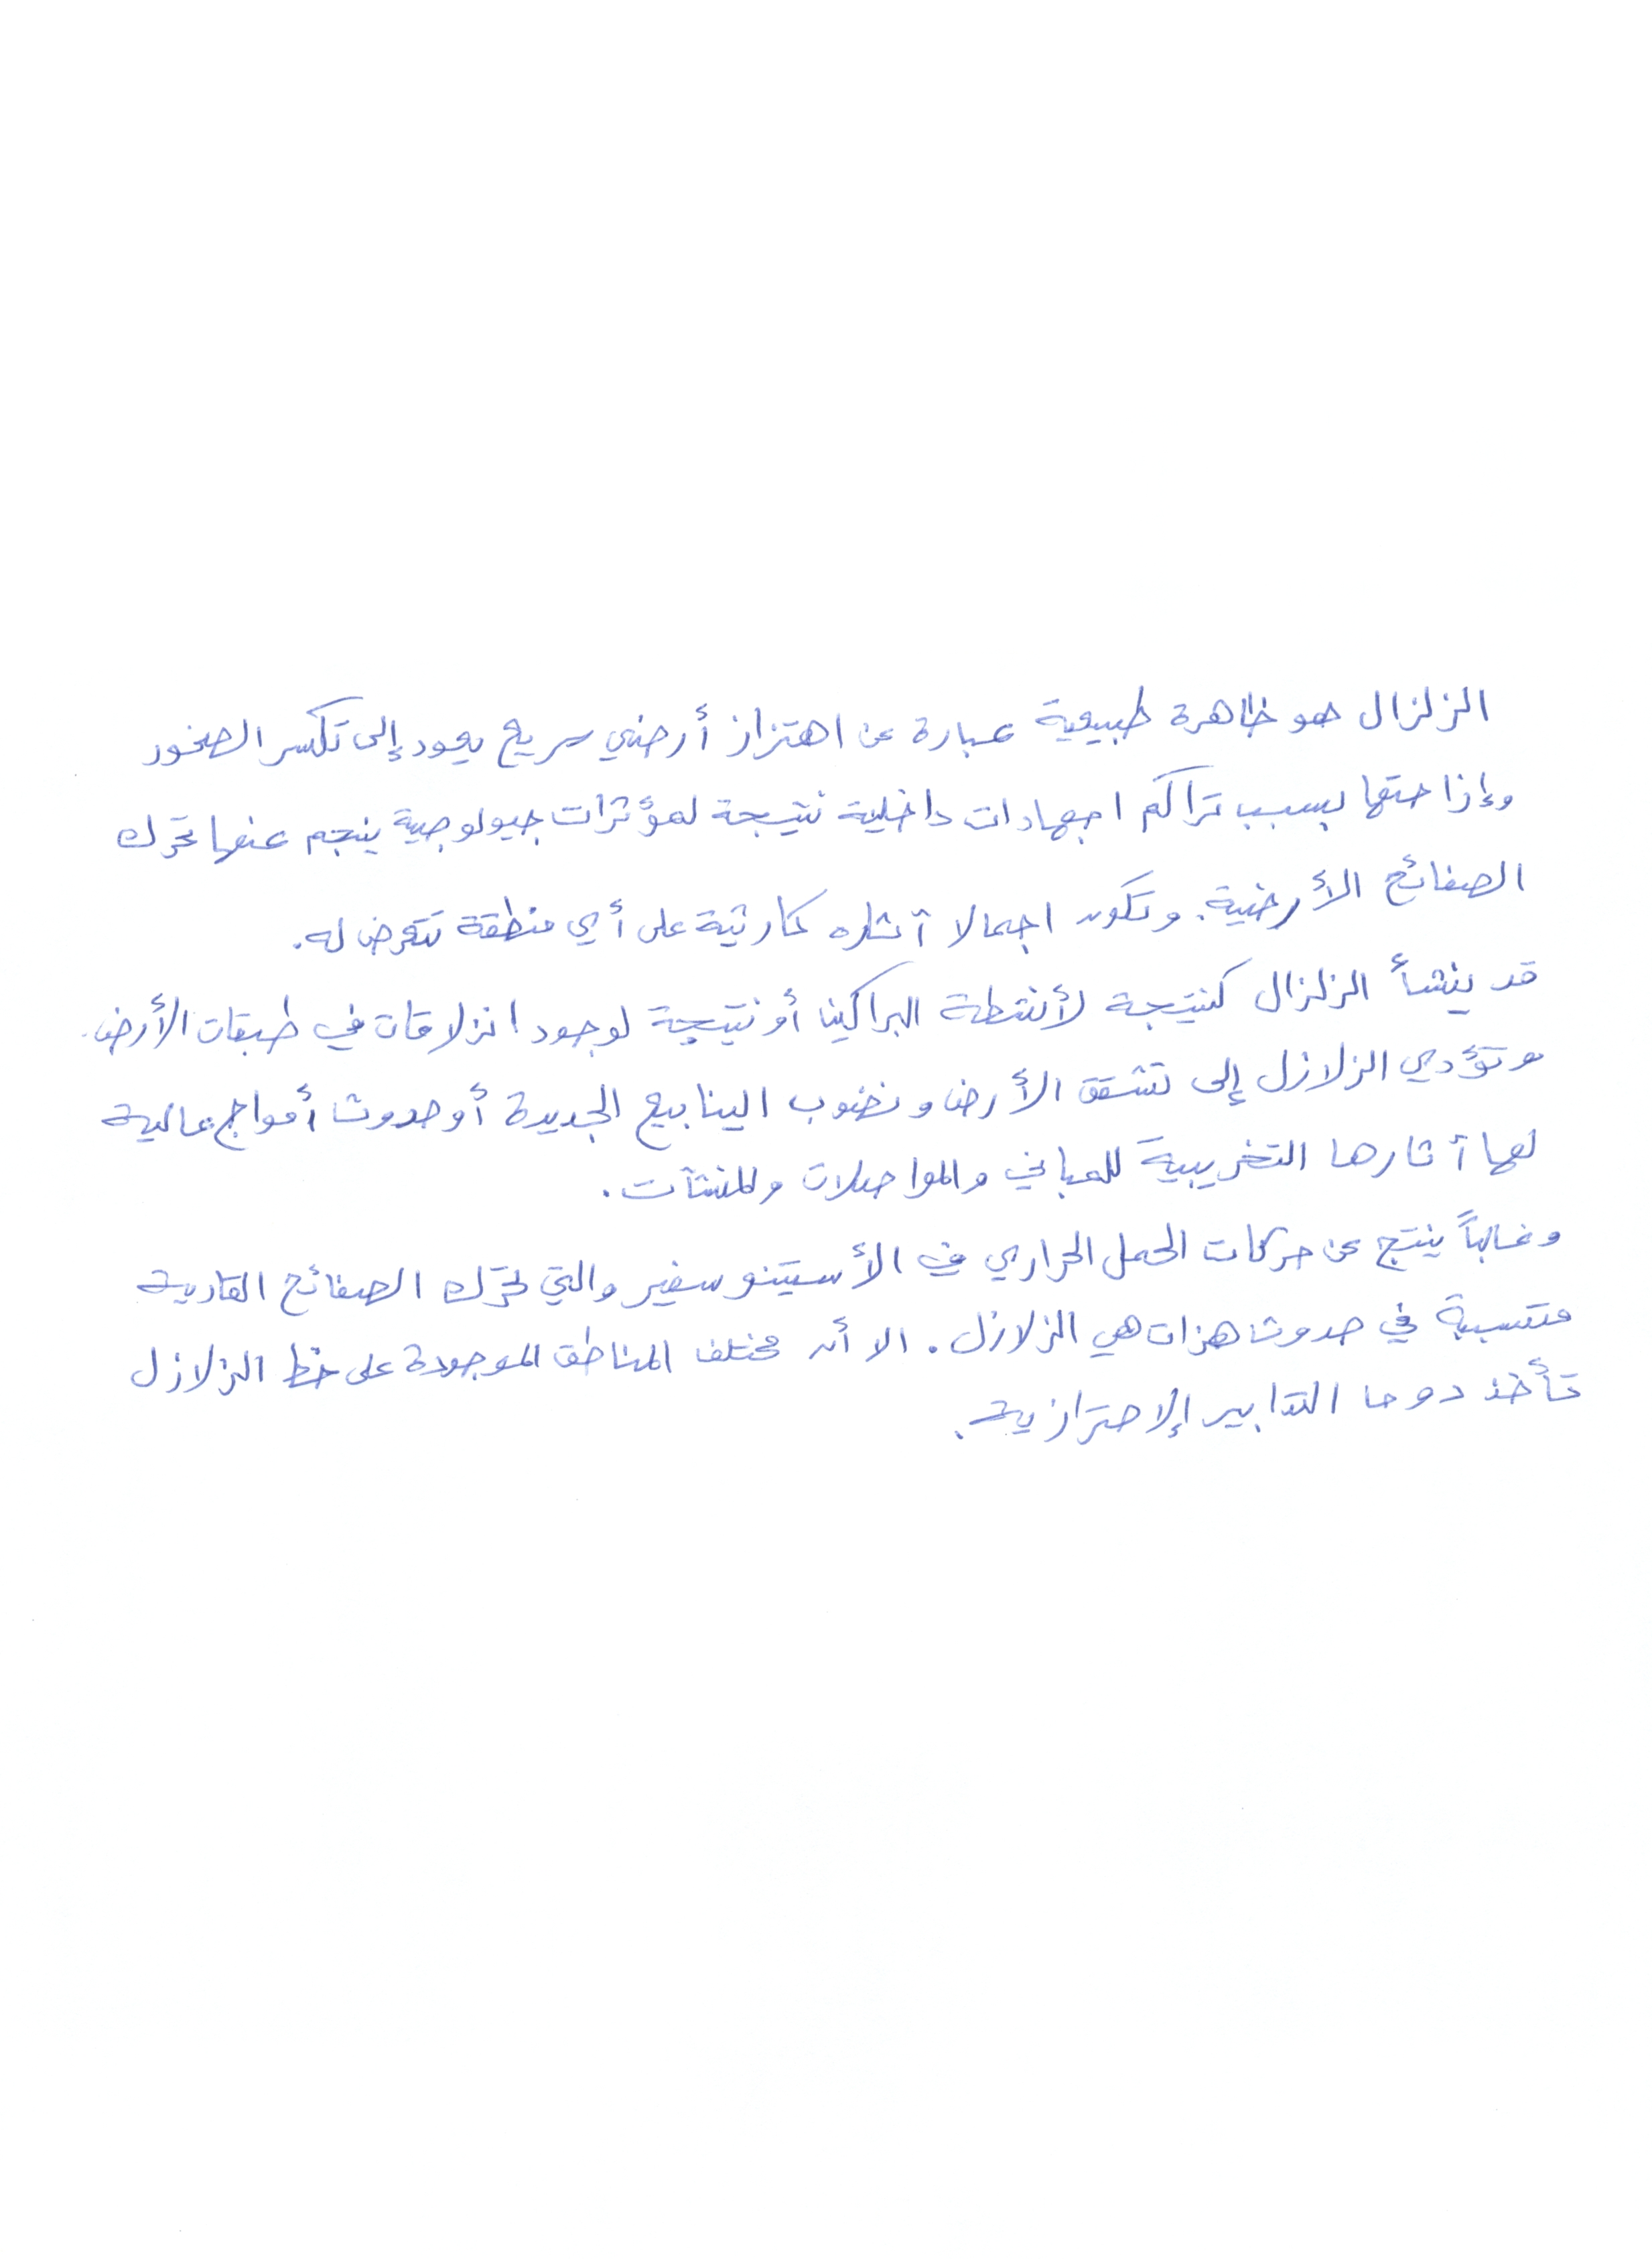 الزلزال هو ظاهرة طبيعية عبارة عن اهتزاز أرضي سريع يعود إلى تكسر الصخور
وإزاحتها بسبب تراكم اجهادات داخلية نتيجة لمؤثرات جيولوجية ينجم عنها تحرك
الصفائح الأرضية. وتكون اجمالا آثاره كارثية على أي منطقة تتعرض له.
قد ينشأ الزلزال كنتيجة لأنشطة البراكين أو نتيجة لوجود انزلاقات في طبقات الأرض.
وتؤدي الزلازل إلى تشقق الأرض ونضوب الينابيع الجديدة أو حدوث أمواج عالية
لها آثارها التخريبية للمباني والمواصلات والمنشآت.
وغالباً ينتج عن حركات الحمل الحراري في الأستينوسفير والتي تحرك الصفائح القارية
متسببة في حدوث هزات هي الزلازل. الا أن مختلف المناطق الموجودة على خط الزلازل
تأخذ دوما التدابير الإحترازية.